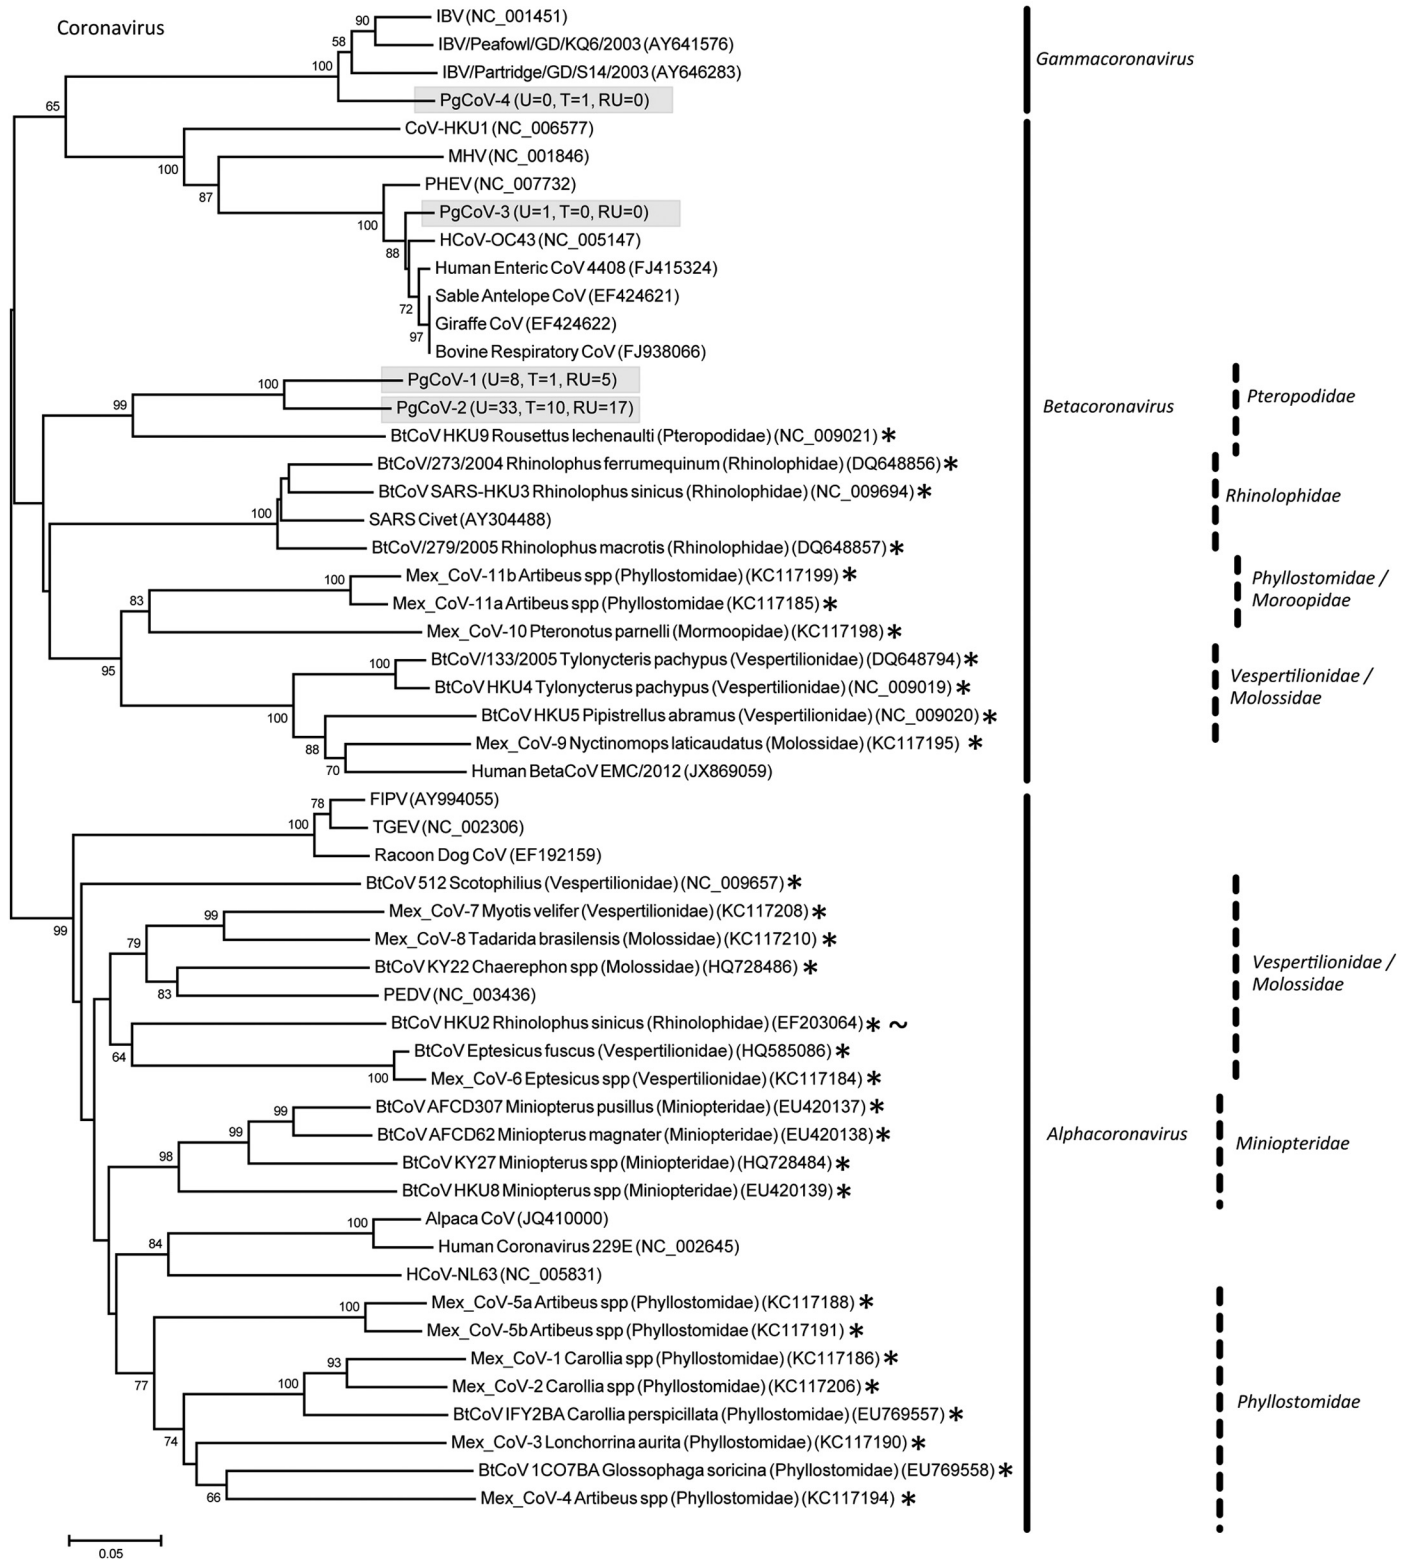 Coronavirus
90
IBV (NC_001451)
58
IBV/Peafowl/GD/KQ6/2003 (AY641576)
100
IBV/Partridge/GD/S14/2003 (AY646283)
Gammacoronavirus
65
PgCoV-4 (U=0, T=1, RU=0)
CoV-HKU1 (NC_006577)
100
MHV (NC_001846)
87
PHEV (NC_007732)
100
PgCoV-3 (U=1, T=0, RU=0)
88
HCoV-OC43 (NC_005147)
Human Enteric CoV 4408 (FJ415324)
72
Sable Antelope CoV (EF424621)
97
Giraffe CoV (EF424622)
Bovine Respiratory CoV (FJ938066)
100
PgCoV-1 (U=8, T=1, RU=5)
Pteropodidae
99
PgCoV-2 (U=33, T=10, RU=17)
Betacoronavirus
BtCoV HKU9 Rousettus lechenaulti (Pteropodidae) (NC_009021) *
BtCoV/273/2004 Rhinolophus ferrumequinum (Rhinolophidae) (DQ648856) *
BtCoV SARS-HKU3 Rhinolophus sinicus (Rhinolophidae) (NC_009694) *
Rhinolophidae
100
SARS Civet (AY304488)
BtCoV/279/2005 Rhinolophus macrotis (Rhinolophidae) (DQ648857) *
100
Mex_CoV-11b Artibeus spp (Phyllostomidae) (KC117199) *
Phyllostomidae /
Moroopidae
83
Mex_CoV-11a Artibeus spp (Phyllostomidae (KC117185) *
Mex_CoV-10 Pteronotus parnelli (Mormoopidae) (KC117198) *
95
100
BtCoV/133/2005 Tylonycteris pachypus (Vespertilionidae) (DQ648794) *
Vespertilionidae /
Molossidae
BtCoV HKU4 Tylonycterus pachypus (Vespertilionidae) (NC_009019) *
100
BtCoV HKU5 Pipistrellus abramus (Vespertilionidae) (NC_009020) *
88
Mex_CoV-9 Nyctinomops laticaudatus (Molossidae) (KC117195) *
70
Human BetaCoV EMC/2012 (JX869059)
78
FIPV (AY994055)
100
TGEV (NC_002306)
Racoon Dog CoV (EF192159)
BtCoV 512 Scotophilius (Vespertilionidae) (NC_009657) *
99
99
Mex_CoV-7 Myotis velifer (Vespertilionidae) (KC117208) *
79
Mex_CoV-8 Tadarida brasilensis (Molossidae) (KC117210) *
Vespertilionidae /
Molossidae
BtCoV KY22 Chaerephon spp (Molossidae) (HQ728486) *
83
PEDV (NC_003436)
BtCoV HKU2 Rhinolophus sinicus (Rhinolophidae) (EF203064) * ~
64
BtCoV Eptesicus fuscus (Vespertilionidae) (HQ585086) *
100
Mex_CoV-6 Eptesicus spp (Vespertilionidae) (KC117184) *
99
BtCoV AFCD307 Miniopterus pusillus (Miniopteridae) (EU420137) *
99
BtCoV AFCD62 Miniopterus magnater (Miniopteridae) (EU420138) *
Alphacoronavirus
Miniopteridae
98
BtCoV KY27 Miniopterus spp (Miniopteridae) (HQ728484) *
BtCoV HKU8 Miniopterus spp (Miniopteridae) (EU420139) *
100
Alpaca CoV (JQ410000)
84
Human Coronavirus 229E (NC_002645)
HCoV-NL63 (NC_005831)
100
Mex_CoV-5a Artibeus spp (Phyllostomidae) (KC117188) *
Mex_CoV-5b Artibeus spp (Phyllostomidae (KC117191) *
93
Mex_CoV-1 Carollia spp (Phyllostomidae) (KC117186) *
77
100
Mex_CoV-2 Carollia spp (Phyllostomidae) (KC117206) *
Phyllostomidae
BtCoV IFY2BA Carollia perspicillata (Phyllostomidae) (EU769557) *
74
Mex_CoV-3 Lonchorrina aurita (Phyllostomidae) (KC117190) *
BtCoV 1CO7BA Glossophaga soricina (Phyllostomidae) (EU769558) *
66
Mex_CoV-4 Artibeus spp (Phyllostomidae) (KC117194) *
0.05